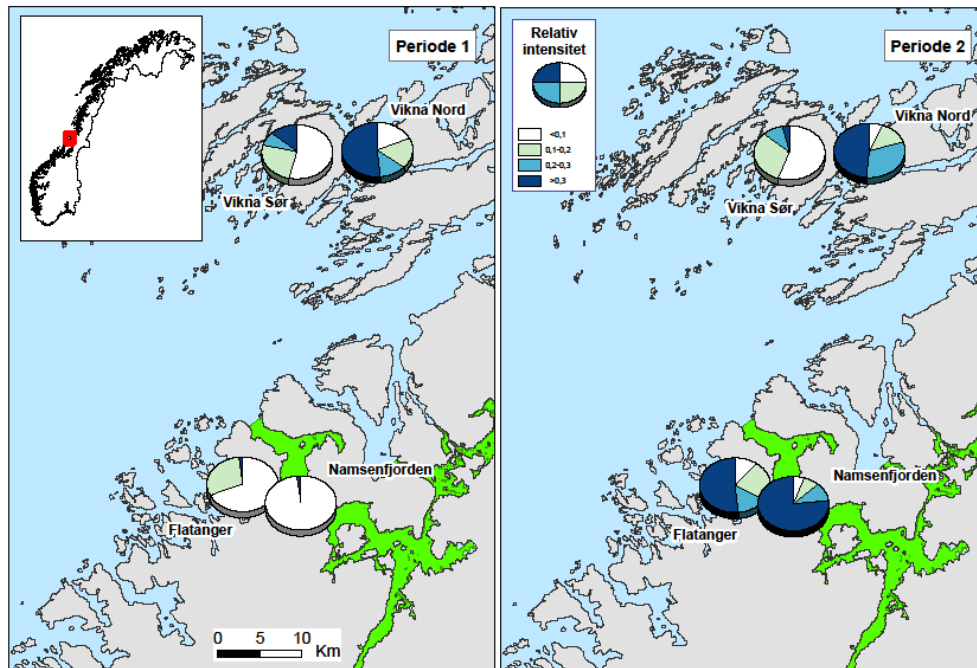 Periode 1
Vikna Nord
Vikna Sør
Namsenfjorden
Flatanger
0 5 10
Km
Relativ
intensitet
<0,1
0,1-0,2
0,2-0,3
>0,3
Periode 2
Vikna Nord
Vikna Sør
Namsenfjorden
Flatanger